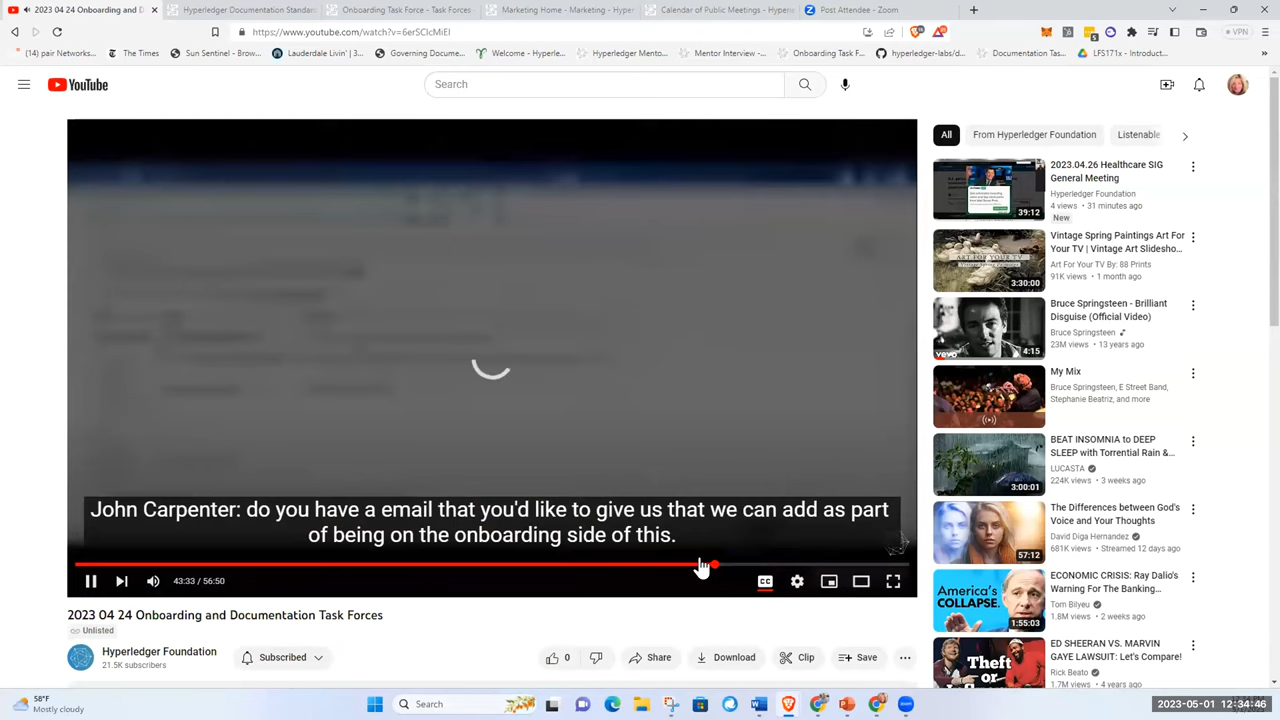 2023 04 24 Onboarding and D
Hyperledger Documentation Standard
Onboarding Task Force - Task Forces
Marketing Home - Marketing - Hyper
Calendar of Public Meetings - Hyperle
Post Attendee - Zoom
https://www.youtube.com/watch?v=6erSCIcMiEI
VPN
(14) pair Networks...
The Times
Sun Sentinel - Brow...
Lauderdale Livin' | 3...
Governing Docume...
Welcome - Hyperle...
Hyperledger Mento...
Mentor Interview -...
Onboarding Task F...
hyperledger-labs/d...
Documentation Tas...
LFS171x - Introduct...
YouTube
Search
All
From Hyperledger Foundation
Listenable
2023.04.26 Healthcare SIG
General Meeting
Hyperledger Foundation
4 views • 31 minutes ago
New
39:12
Vintage Spring Paintings Art For
Your TV | Vintage Art Slidesho...
Art For Your TV By: 88 Prints
91K views • 1 month ago
ART FOR YOUR TV
3:30:00
Bruce Springsteen - Brilliant
Disguise (Official Video)
Bruce Springsteen
23M views • 13 years ago
vevo
4:15
My Mix
Bruce Springsteen, E Street Band,
Stephanie Beatriz, and more
BEAT INSOMNIA to DEEP
SLEEP with Torrential Rain &...
LUCASTA
224K views • 3 weeks ago
3:00:01
The Differences between God's
Voice and Your Thoughts
David Diga Hernandez
681K views • Streamed 12 days ago
57:12
ECONOMIC CRISIS: Ray Dalio's
Warning For The Banking...
Tom Bilyeu
1.8M views • 2 weeks ago
America's
COLLAPSE.
1:55:03
ED SHEERAN VS. MARVIN
GAYE LAWSUIT: Let's Compare!
Rick Beato
1.7M views • 4 years ago
Theft
or
John Carpenter: do you have a email that you'd like to give us that we can add as part
of being on the onboarding side of this.
43:33 / 56:50
CC
2023 04 24 Onboarding and Documentation Task Forces
Unlisted
Hyperledger Foundation
21.5K subscribers
Subscribed
Share
Download
Clip
Save
58°F
Mostly cloudy
Search
2023-05-01 12:34:46